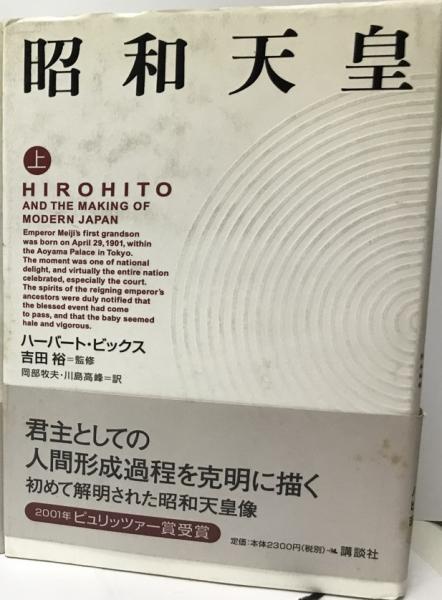 昭和天皇
上
HIROHITO
AND THE MAKING OF
MODERN JAPAN
Emperor Meiji's first grandson
was born on April 29,1901, within
the Aoyama Palace in Tokyo.
The moment was one of national
delight, and virtually the entire nation
celebrated, especially the court.
The spirits of the reigning emperor's
ancestors were duly notified that
the blessed event had come
to pass, and that the baby seemed
hale and vigorous.
ハーバート・ビックス
吉田 裕=監修
岡部牧夫・川島高峰=訳
君主としての
人間形成過程を克明に描く
初めて解明された昭和天皇像
2001年 ピュリッツァー賞受賞
定価:本体2300円(税別) 講談社